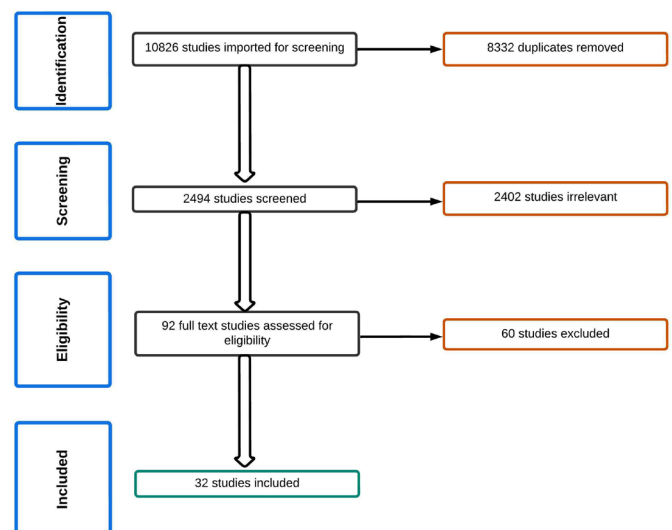 Identification
10826 studies imported for screening
8332 duplicates removed
Screening
2494 studies screened
2402 studies irrelevant
Eligibility
92 full text studies assessed for
eligibility
60 studies excluded
Included
32 studies included